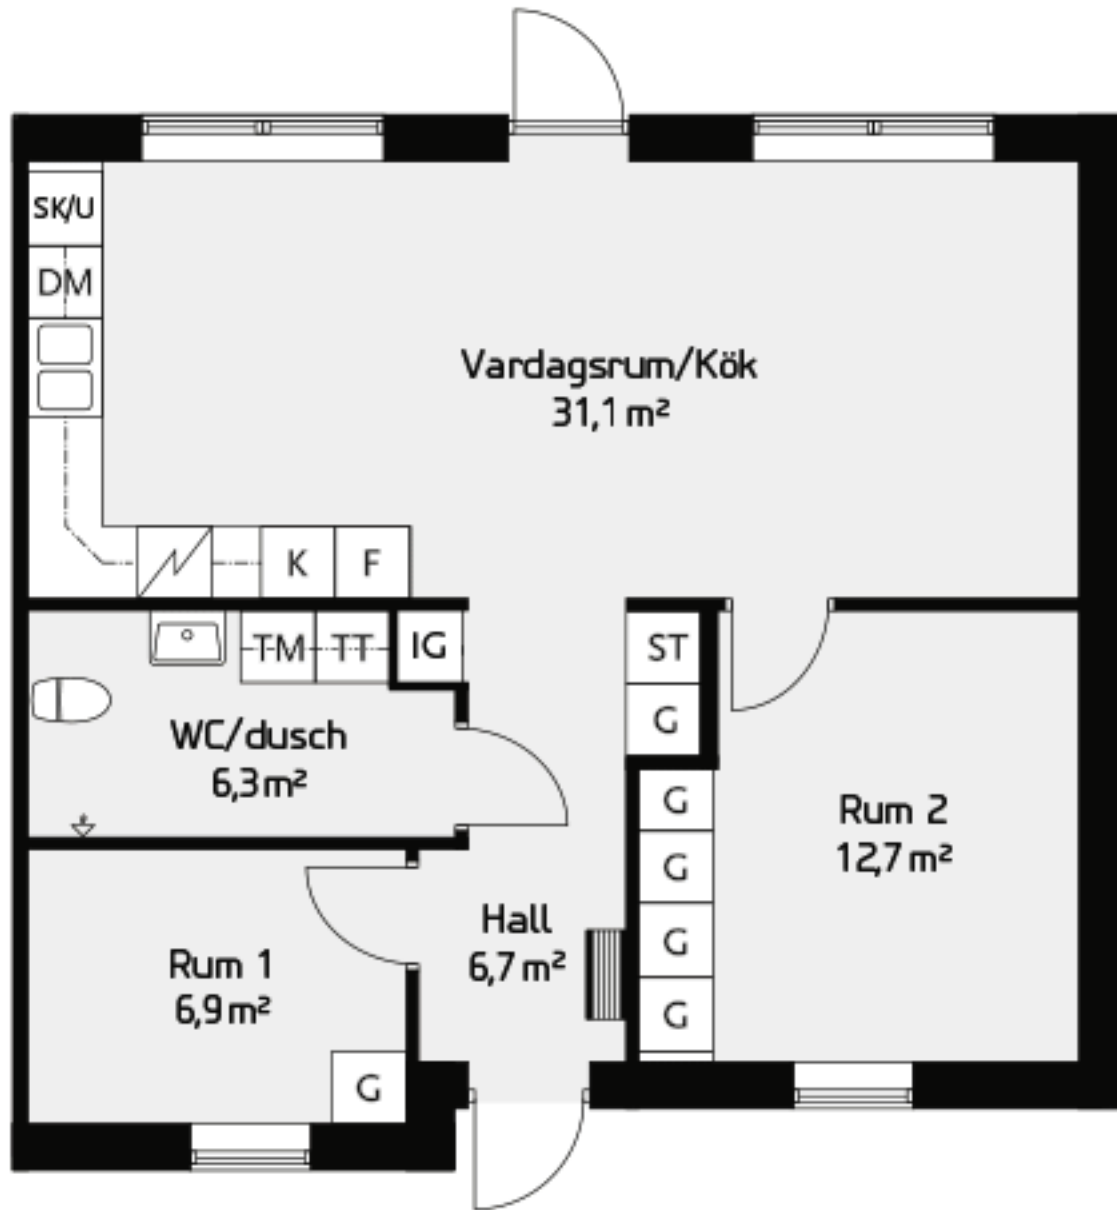 SK/U
DM
Vardagsrum/Kök
31,1 m²
K
F
TM
TT
IG
ST
G
WC/dusch
6,3 m²
G
Rum 2
12,7 m²
G
Hall
6,7 m²
G
Rum 1
6,9 m²
G
G